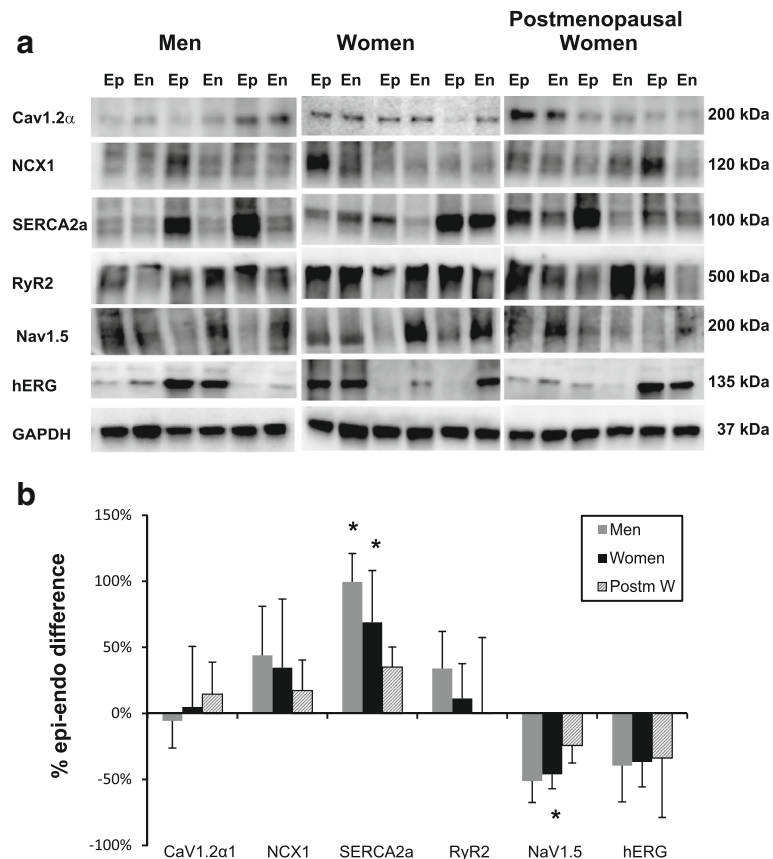 a
Men Women Postmenopausal Women
Ep En Ep En Ep En Ep En Ep En Ep En Ep En Ep En Ep En
Cav1.2α 200 kDa
NCX1 120 kDa
SERCA2a 100 kDa
RyR2 500 kDa
Nav1.5 200 kDa
hERG 135 kDa
GAPDH 37 kDa
b
% epi-endo difference
150%
100%
50%
0%
-50%
-100%
* *
*
Men
Women
Postm W
CaV1.2α1 NCX1 SERCA2a RyR2 NaV1.5 hERG